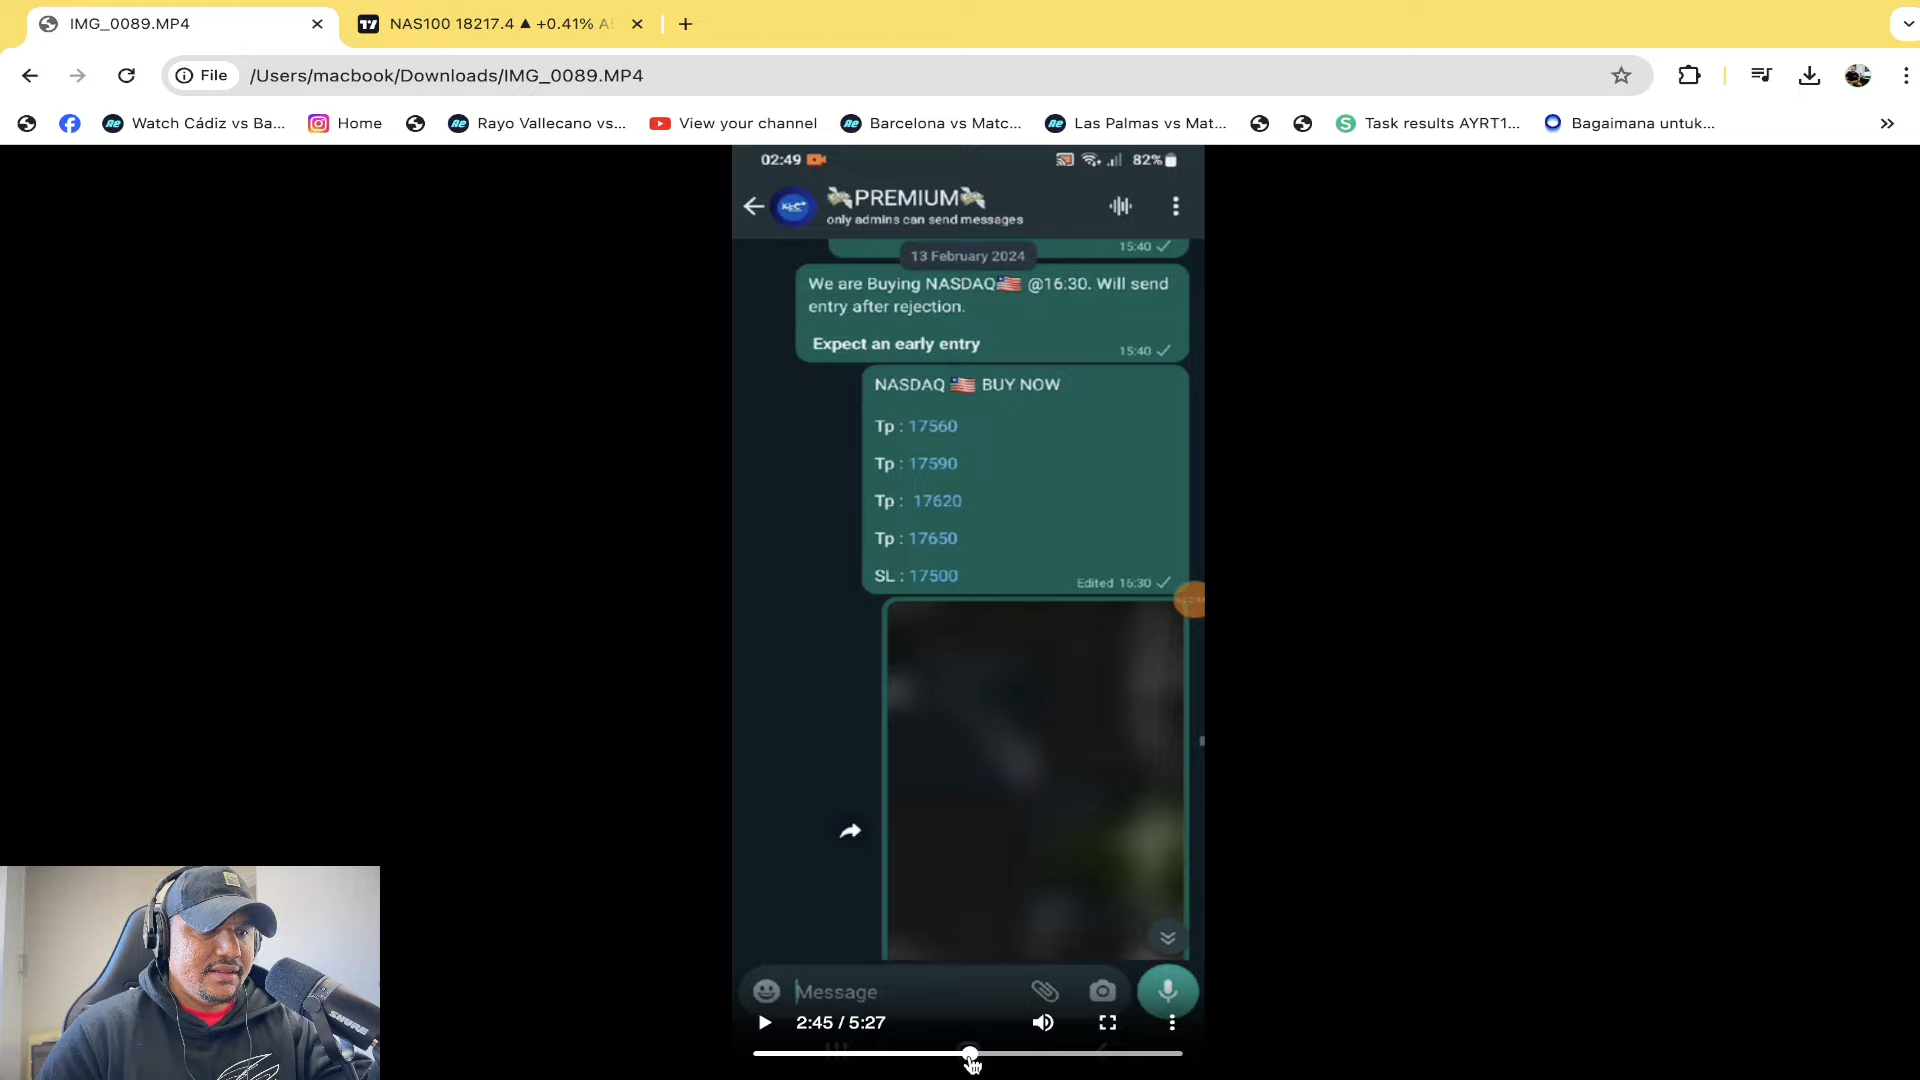 IMG_0089.MP4
NAS100 18217.4 ▲ +0.41%
File
/Users/macbook/Downloads/IMG_0089.MP4
Watch Cádiz vs Ba...
Home
Rayo Vallecano vs...
View your channel
Barcelona vs Matc...
Las Palmas vs Mat...
Task results AYRT1...
Bagaimana untuk...
02:49
82%
KLC
💸PREMIUM💸
only admins can send messages
15:40
13 February 2024
We are Buying NASDAQ🇺🇸 @16:30. Will send
entry after rejection.
Expect an early entry
15:40
NASDAQ 🇺🇸 BUY NOW
Tp : 17560
Tp : 17590
Tp : 17620
Tp : 17650
SL : 17500
Edited 16:30
Message
2:45 / 5:27
SHURE